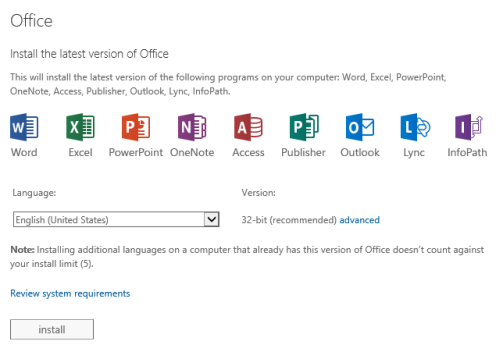 Office
Install the latest version of Office
This will install the latest version of the following programs on your computer: Word, Excel, PowerPoint,
OneNote, Access, Publisher, Outlook, Lync, InfoPath.
Word Excel PowerPoint OneNote Access Publisher Outlook Lync InfoPath
Language: Version:
English (United States) 32-bit (recommended) advanced
Note: Installing additional languages on a computer that already has this version of Office doesn't count against
your install limit (5).
Review system requirements
install